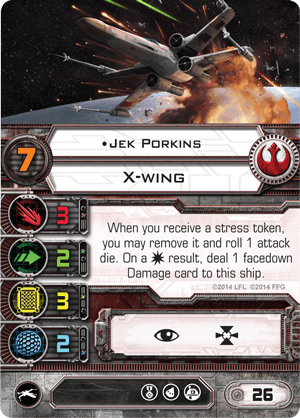 •Jek Porkins
7
X-wing
3
2
3
2
When you receive a stress token,
you may remove it and roll 1 attack
die. On a result, deal 1 facedown
Damage card to this ship.
©2014 LFL ©2014 FFG
26